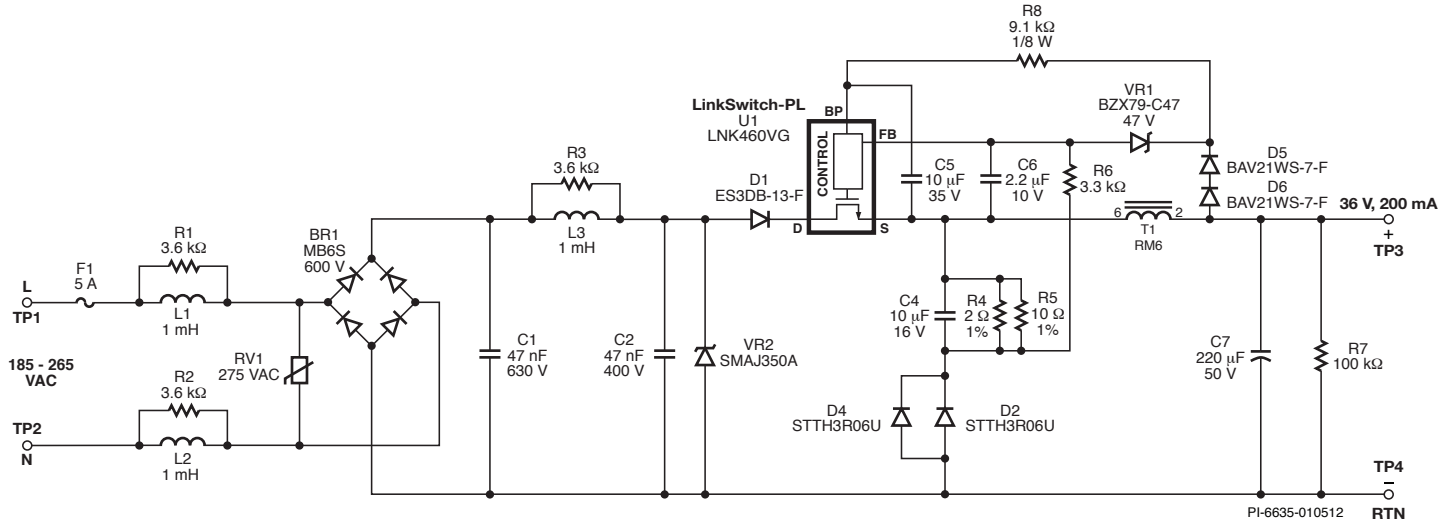 R8
9.1 kΩ
1/8 W
VR1
BZX79-C47
47 V
LinkSwitch-PL
U1
LNK460VG
BP
FB
CONTROL
D
S
D1
ES3DB-13-F
C5
10 µF
35 V
C6
2.2 µF
10 V
R6
3.3 kΩ
D5
BAV21WS-7-F
D6
BAV21WS-7-F
6
2
T1
RM6
36 V, 200 mA
+
TP3
R3
3.6 kΩ
L3
1 mH
BR1
MB6S
600 V
R1
3.6 kΩ
L1
1 mH
F1
5 A
L
TP1
185 - 265
VAC
RV1
275 VAC
R2
3.6 kΩ
L2
1 mH
TP2
N
C1
47 nF
630 V
C2
47 nF
400 V
VR2
SMAJ350A
C4
10 µF
16 V
R4
2 Ω
1%
R5
10 Ω
1%
D4
STTH3R06U
D2
STTH3R06U
C7
220 µF
50 V
R7
100 kΩ
TP4
-
RTN
PI-6635-010512